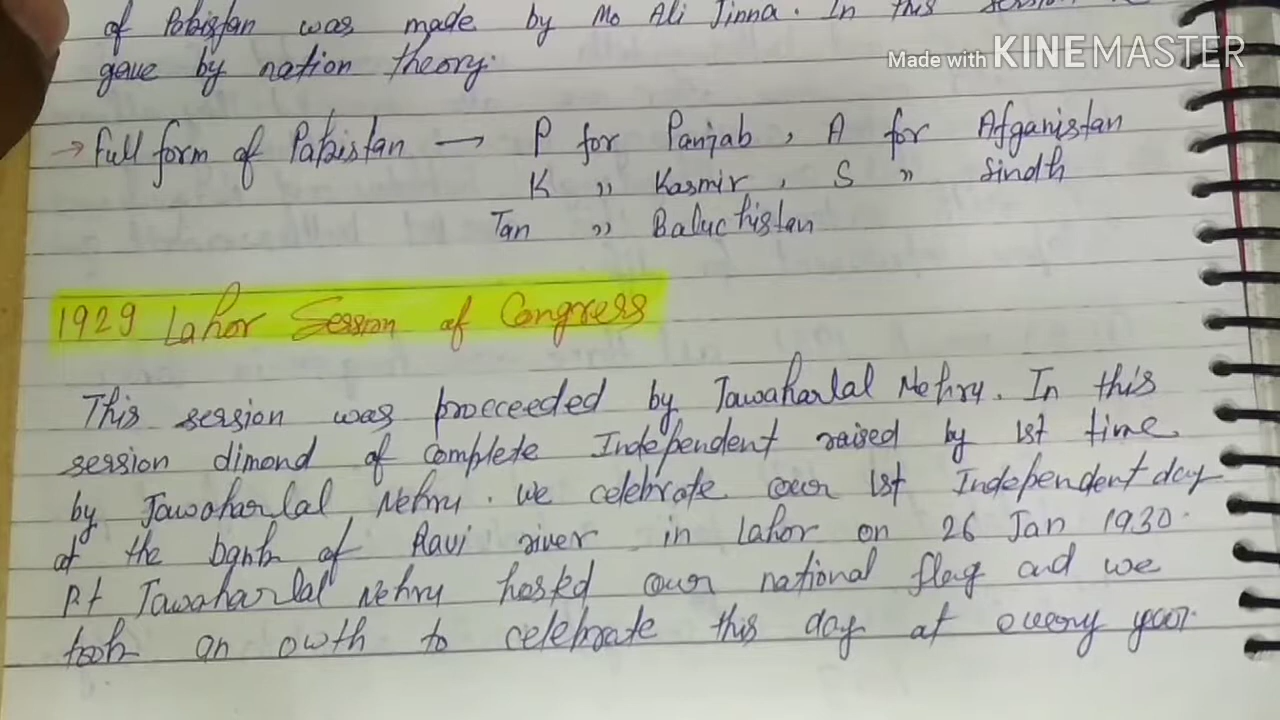 of Pakistan was made by Mo Ali Jinna. In this session
Made with KINEMASTER
gave by nation theory.
→ Full form of Pakistan → P for Panjab, A for Afganistan
K " Kasmir, S " Sindh
Tan " Baluchistan
1929 Lahor Session of Congress
This session was procceeded by Jawaharlal Nehru. In this
session dimond of complete Independent raised by 1st time
by Jawaharlal Nehru. We celebrate our 1st Independent day
at the bank of Ravi river in Lahor on 26 Jan 1930.
Pt Jawaharlal Nehru hosted our national flag and we
took an owth to celebrate this day at every year.